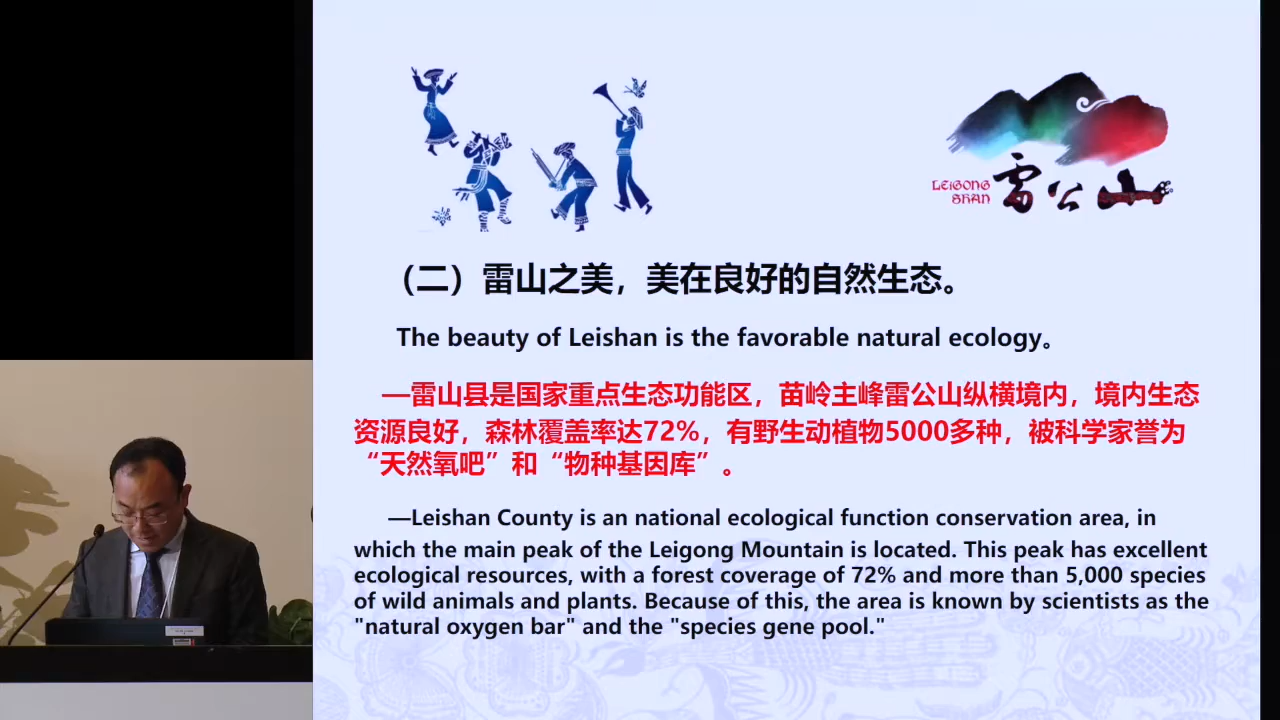 LEIGONG
SHAN
雷公山
（二）雷山之美，美在良好的自然生态。
The beauty of Leishan is the favorable natural ecology。
—雷山县是国家重点生态功能区，苗岭主峰雷公山纵横境内，境内生态
资源良好，森林覆盖率达72%，有野生动植物5000多种，被科学家誉为
“天然氧吧”和“物种基因库”。
—Leishan County is an national ecological function conservation area, in
which the main peak of the Leigong Mountain is located. This peak has excellent
ecological resources, with a forest coverage of 72% and more than 5,000 species
of wild animals and plants. Because of this, the area is known by scientists as the
"natural oxygen bar" and the "species gene pool."